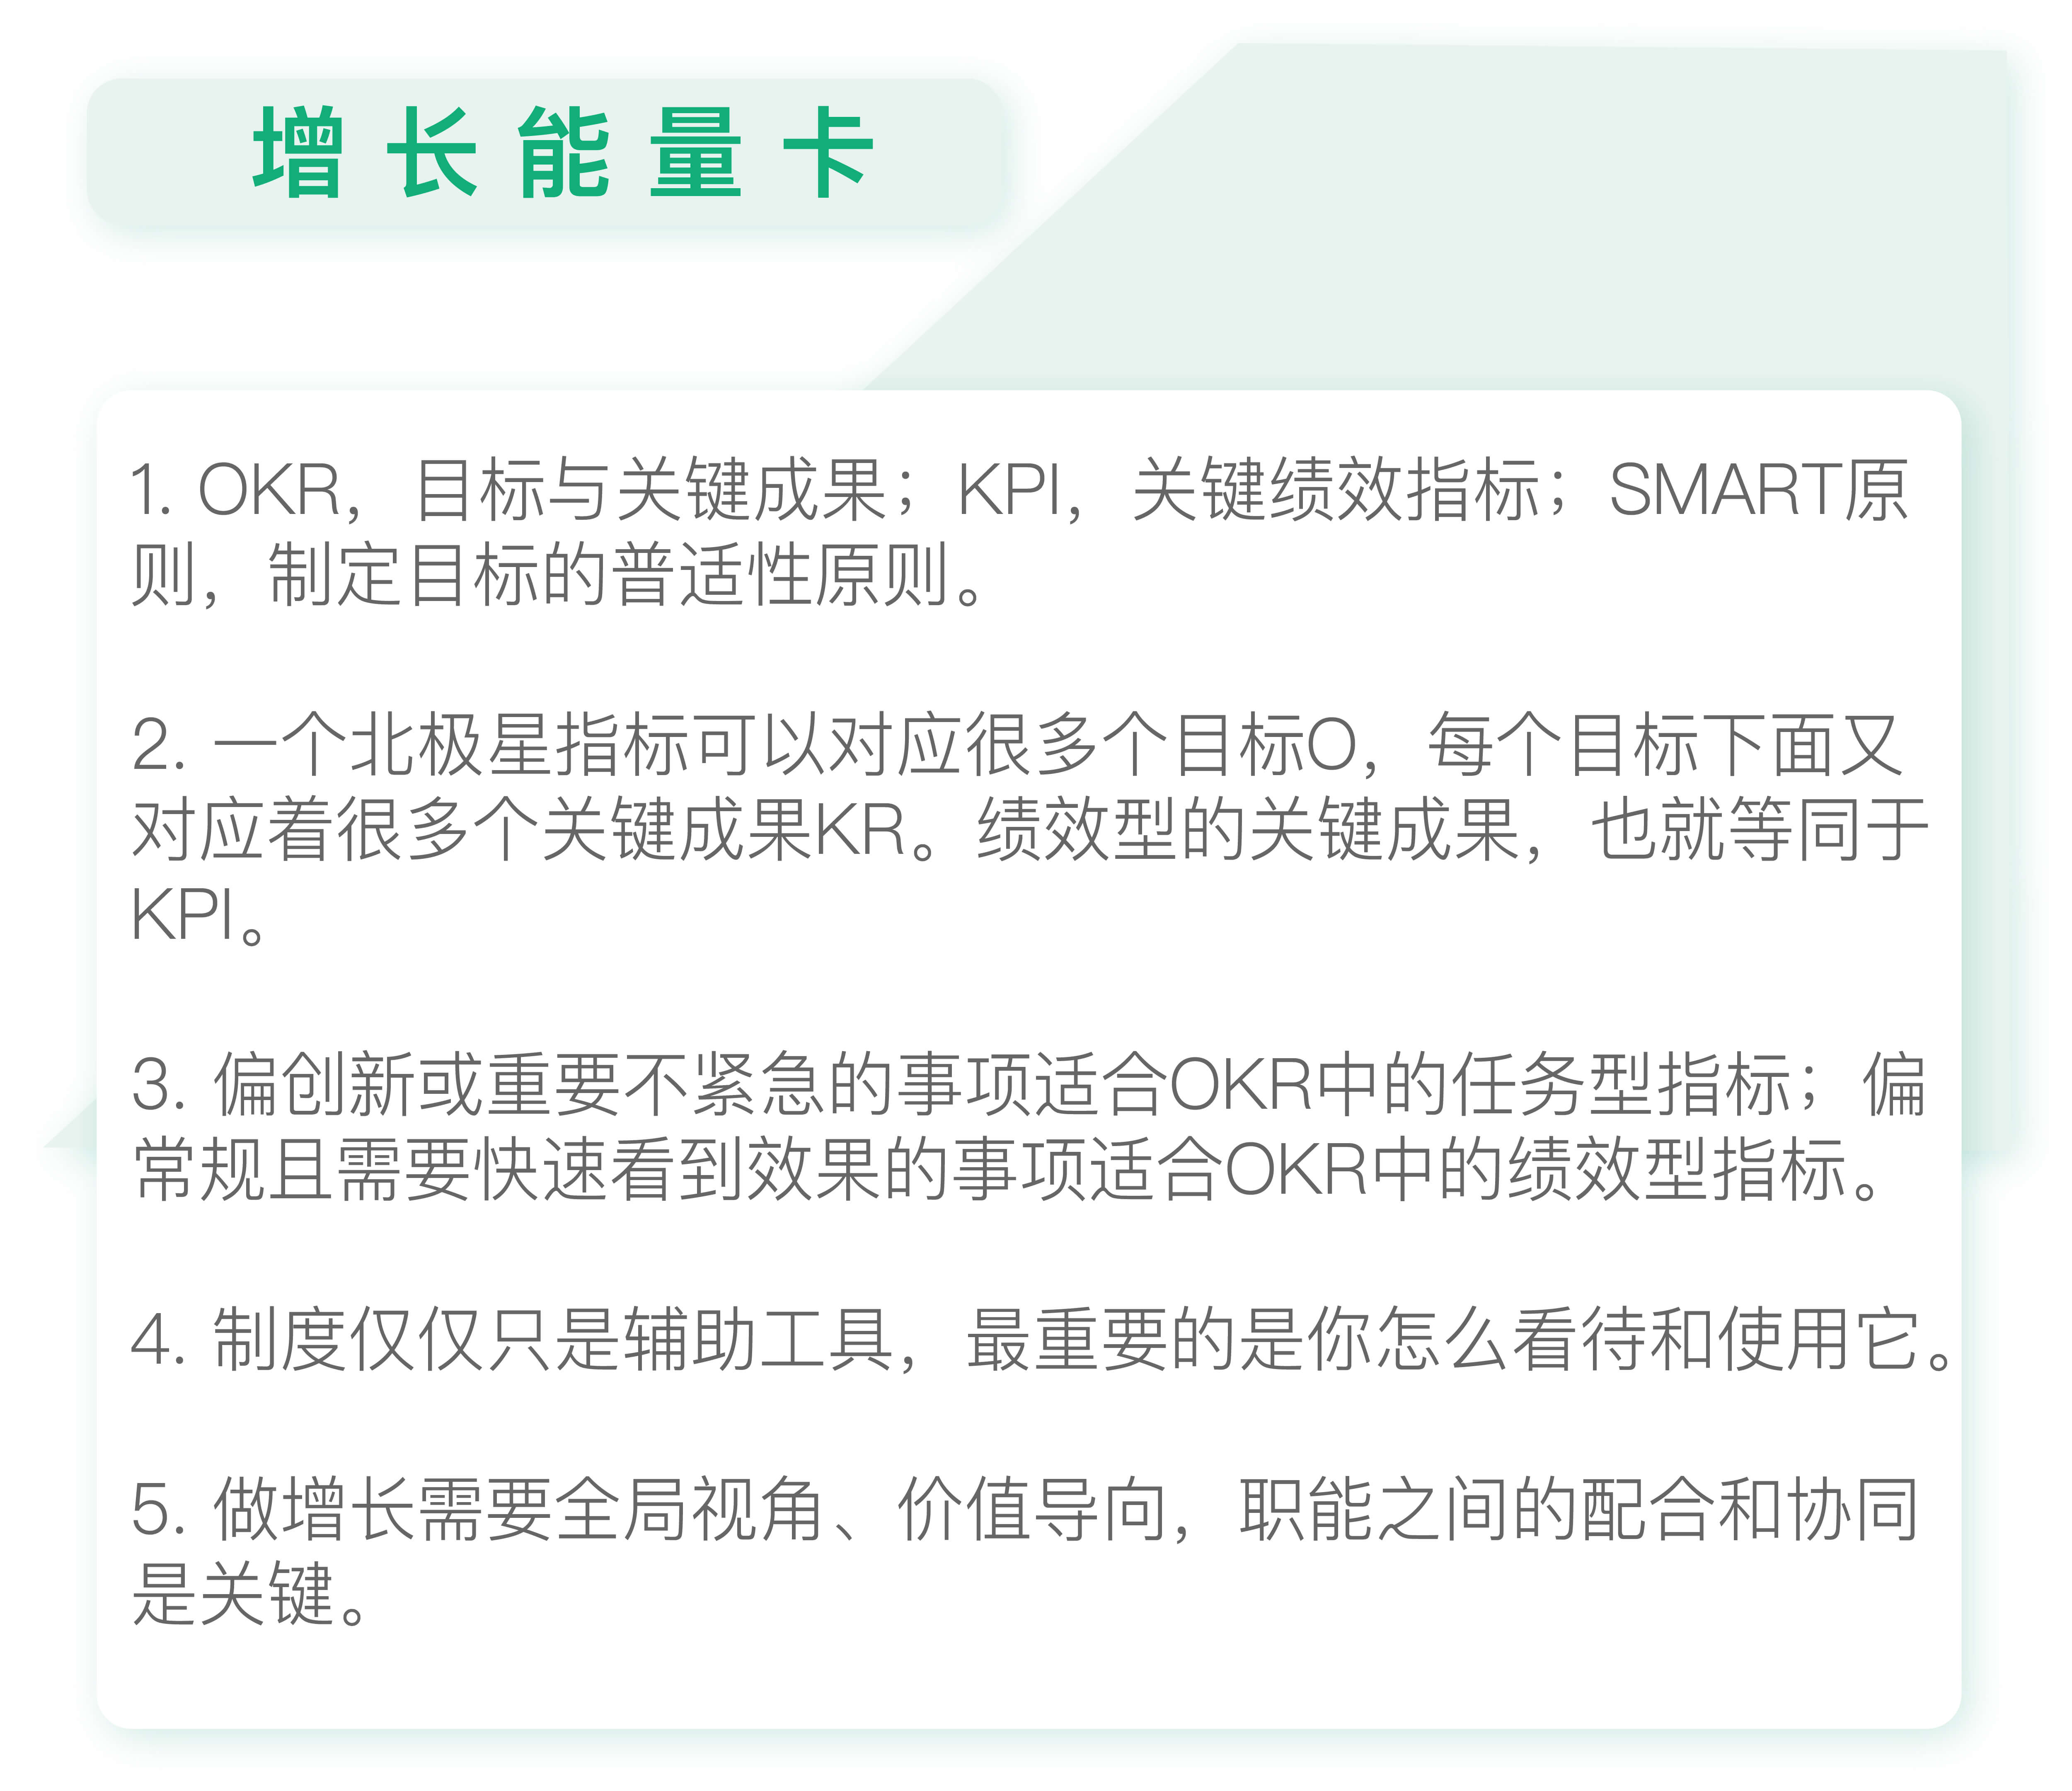 增长能量卡
1. OKR，目标与关键成果；KPI，关键绩效指标；SMART原
则，制定目标的普适性原则。
2. 一个北极星指标可以对应很多个目标O，每个目标下面又
对应着很多个关键成果KR。绩效型的关键成果，也就等同于
KPI。
3. 偏创新或重要不紧急的事项适合OKR中的任务型指标；偏
常规且需要快速看到效果的事项适合OKR中的绩效型指标。
4. 制度仅仅只是辅助工具，最重要的是你怎么看待和使用它。
5. 做增长需要全局视角、价值导向，职能之间的配合和协同
是关键。